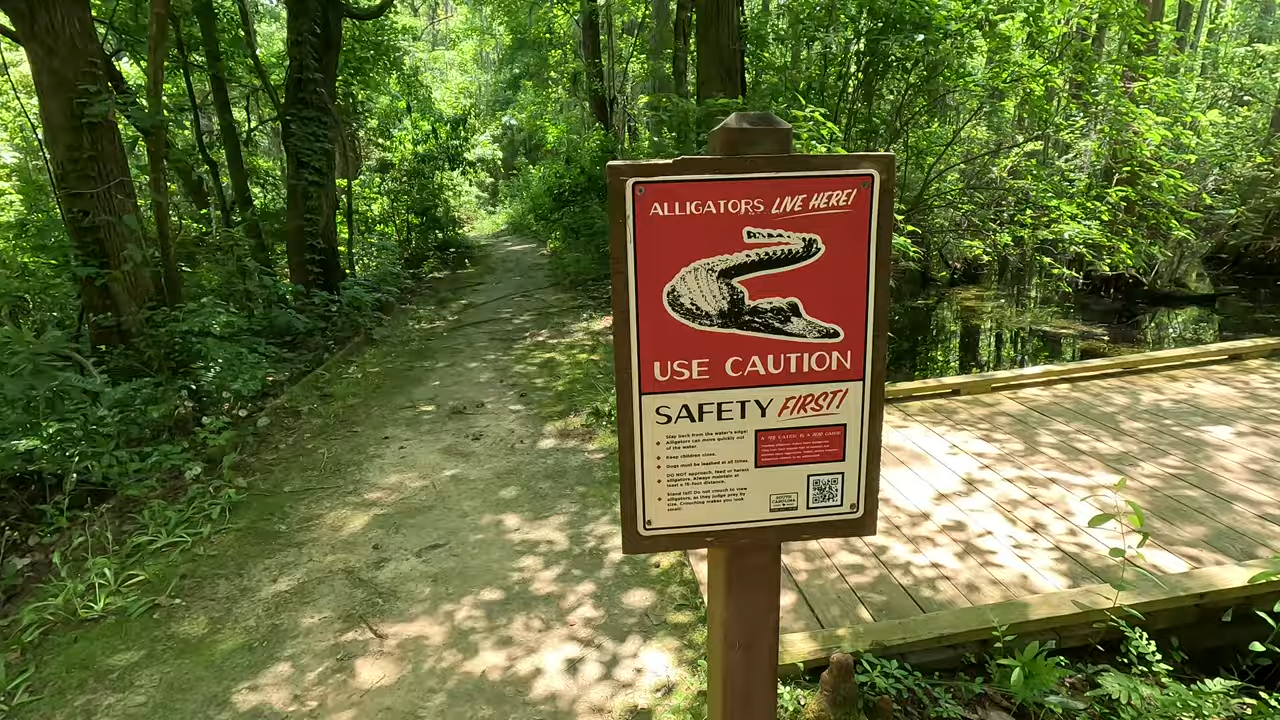 ALLIGATORS LIVE HERE!
USE CAUTION
SAFETY FIRST!
Stay back from the water's edge!
Alligators can move quickly out
of the water.
Keep children close.
Dogs must be leashed at all times.
DO NOT approach, feed or harass
alligators. Always maintain at
least a 15-foot distance.
Stand tall! Do not crouch to view
alligators, as they judge prey by
size. Crouching makes you look
small!
SOUTH
CAROLINA